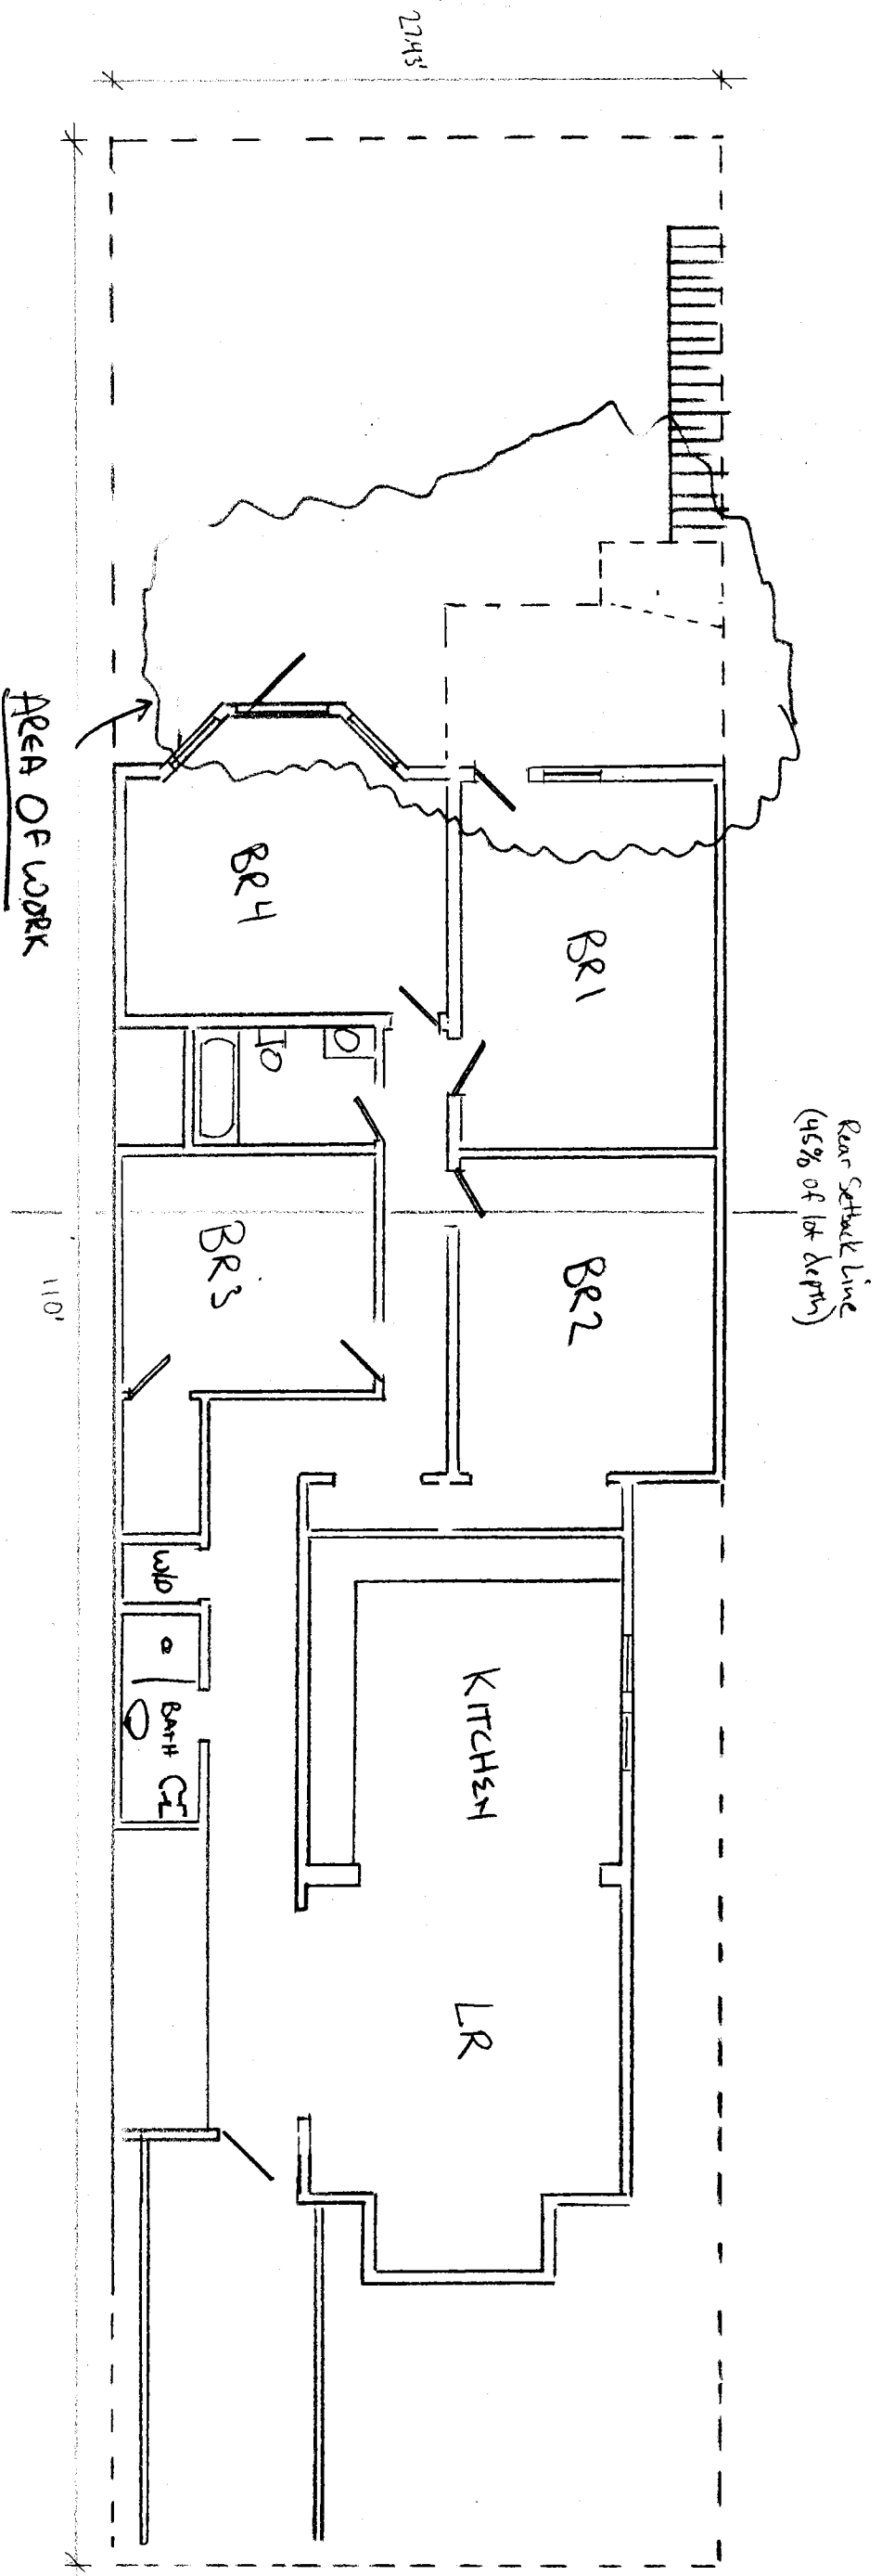 27.43'
Rear Setback Line
(45% of lot depth)
BR1
BR4
BR2
BR3
110'
AREA OF WORK
KITCHEN
W/D
BATH
LR